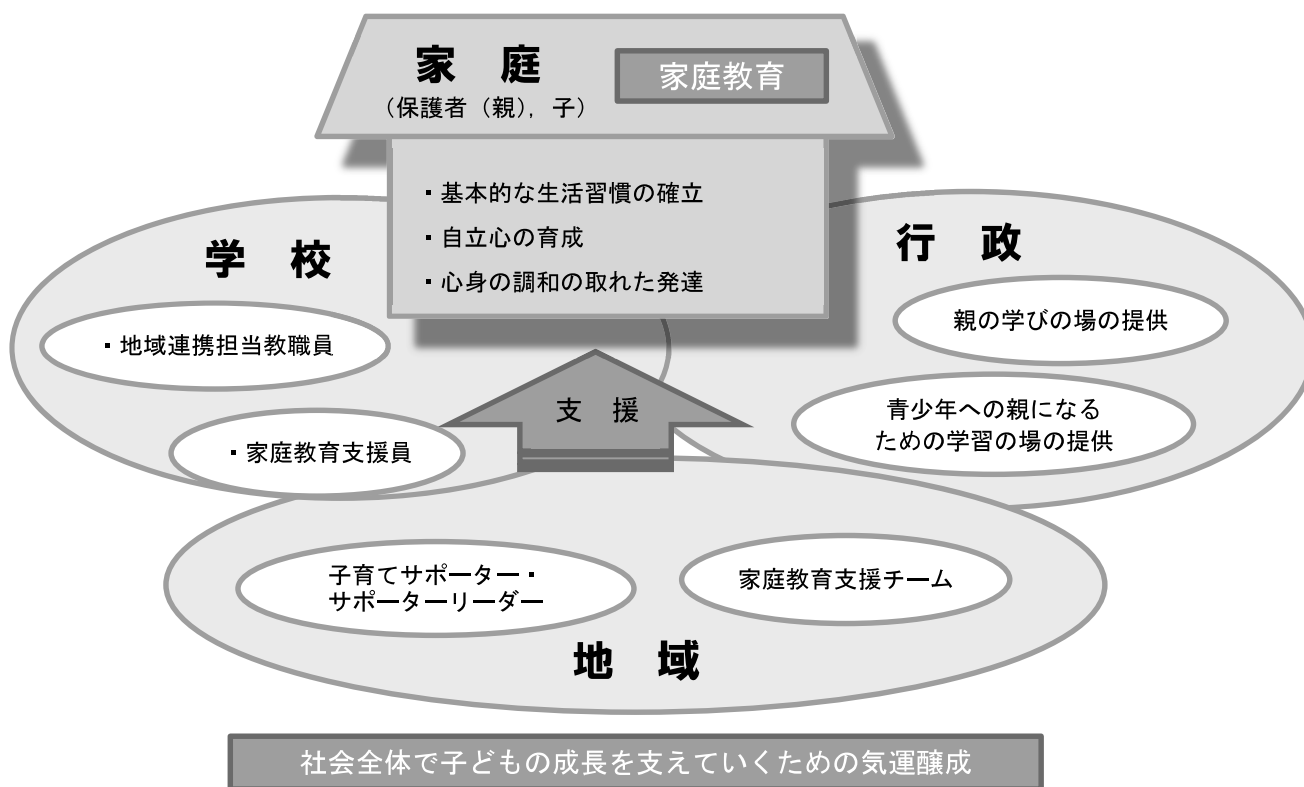 家 庭
家庭教育
（保護者（親），子）
・基本的な生活習慣の確立
・自立心の育成
・心身の調和の取れた発達
学 校
・地域連携担当教職員
・家庭教育支援員
行 政
親の学びの場の提供
青少年への親になる
ための学習の場の提供
支 援
子育てサポーター・
サポーターリーダー
家庭教育支援チーム
地 域
社会全体で子どもの成長を支えていくための気運醸成